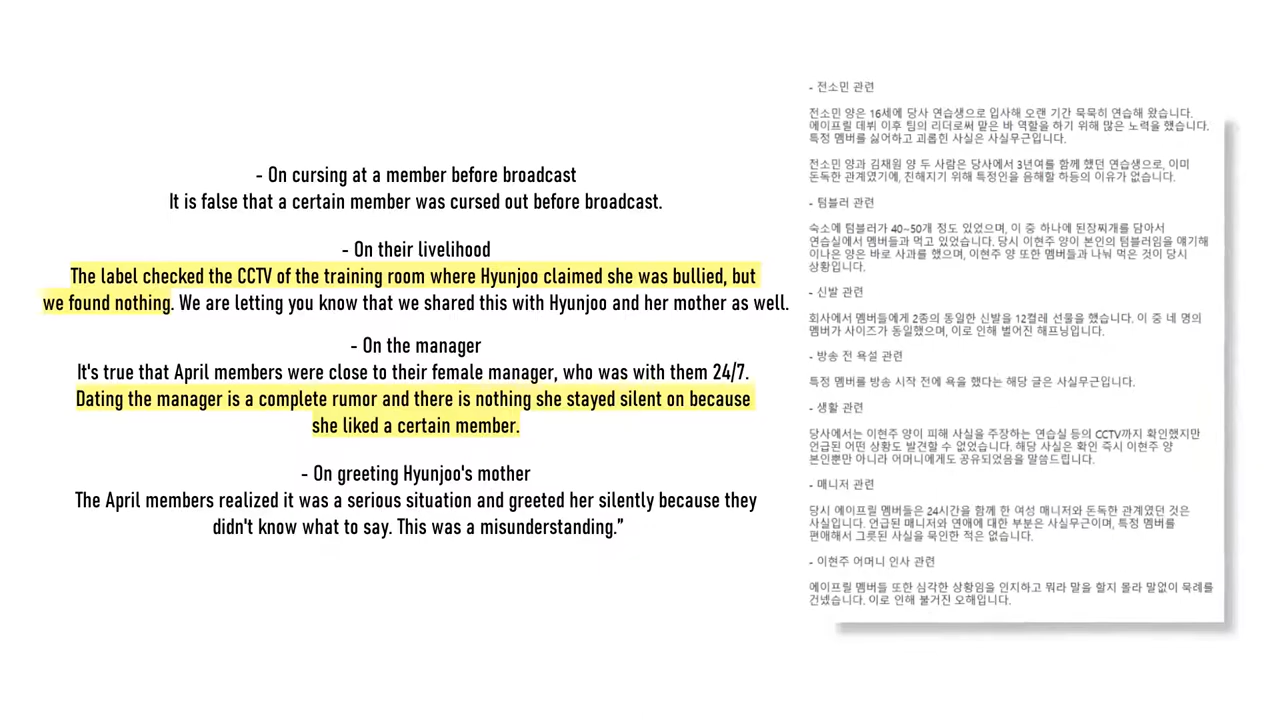 - On cursing at a member before broadcast
It is false that a certain member was cursed out before broadcast.
- On their livelihood
The label checked the CCTV of the training room where Hyunjoo claimed she was bullied, but
we found nothing. We are letting you know that we shared this with Hyunjoo and her mother as well.
- On the manager
It's true that April members were close to their female manager, who was with them 24/7.
Dating the manager is a complete rumor and there is nothing she stayed silent on because
she liked a certain member.
- On greeting Hyunjoo's mother
The April members realized it was a serious situation and greeted her silently because they
didn't know what to say. This was a misunderstanding.”
- 전소민 관련
전소민 양은 16세에 당사 연습생으로 입사해 오랜 기간 묵묵히 연습해 왔습니다.
에이프릴 데뷔 이후 팀의 리더로써 맡은 바 역할을 하기 위해 많은 노력을 했습니다.
특정 멤버를 싫어하고 괴롭힌 사실은 사실무근입니다.
전소민 양과 김채원 양 두 사람은 당사에서 3년여를 함께 했던 연습생으로, 이미
돈독한 관계였기에, 친해지기 위해 특정인을 음해할 하등의 이유가 없습니다.
- 텀블러 관련
숙소에 텀블러가 40~50개 정도 있었으며, 이 중 하나에 된장찌개를 담아서
연습실에서 멤버들과 먹고 있었습니다. 당시 이현주 양이 본인의 텀블러임을 얘기해
이나은 양은 바로 사과를 했으며, 이현주 양 또한 멤버들과 나눠 먹은 것이 당시
상황입니다.
- 신발 관련
회사에서 멤버들에게 2종의 동일한 신발을 12컬레 선물을 했습니다. 이 중 네 명의
멤버가 사이즈가 동일했으며, 이로 인해 벌어진 해프닝입니다.
- 방송 전 욕설 관련
특정 멤버를 방송 시작 전에 욕을 했다는 해당 글은 사실무근입니다.
- 생활 관련
당사에서는 이현주 양이 피해 사실을 주장하는 연습실 등의 CCTV까지 확인했지만
언급된 어떤 상황도 발견할 수 없었습니다. 해당 사실은 확인 즉시 이현주 양
본인뿐만 아니라 어머니에게도 공유되었음을 말씀드립니다.
- 매니저 관련
당시 에이프릴 멤버들은 24시간을 함께 한 여성 매니저와 돈독한 관계였던 것은
사실입니다. 언급된 매니저와 연애에 대한 부분은 사실무근이며, 특정 멤버를
편애해서 그릇된 사실을 묵인한 적은 없습니다.
- 이현주 어머니 인사 관련
에이프릴 멤버들 또한 심각한 상황임을 인지하고 뭐라 말을 할지 몰라 말없이 묵례를
건넸습니다. 이로 인해 불거진 오해입니다.